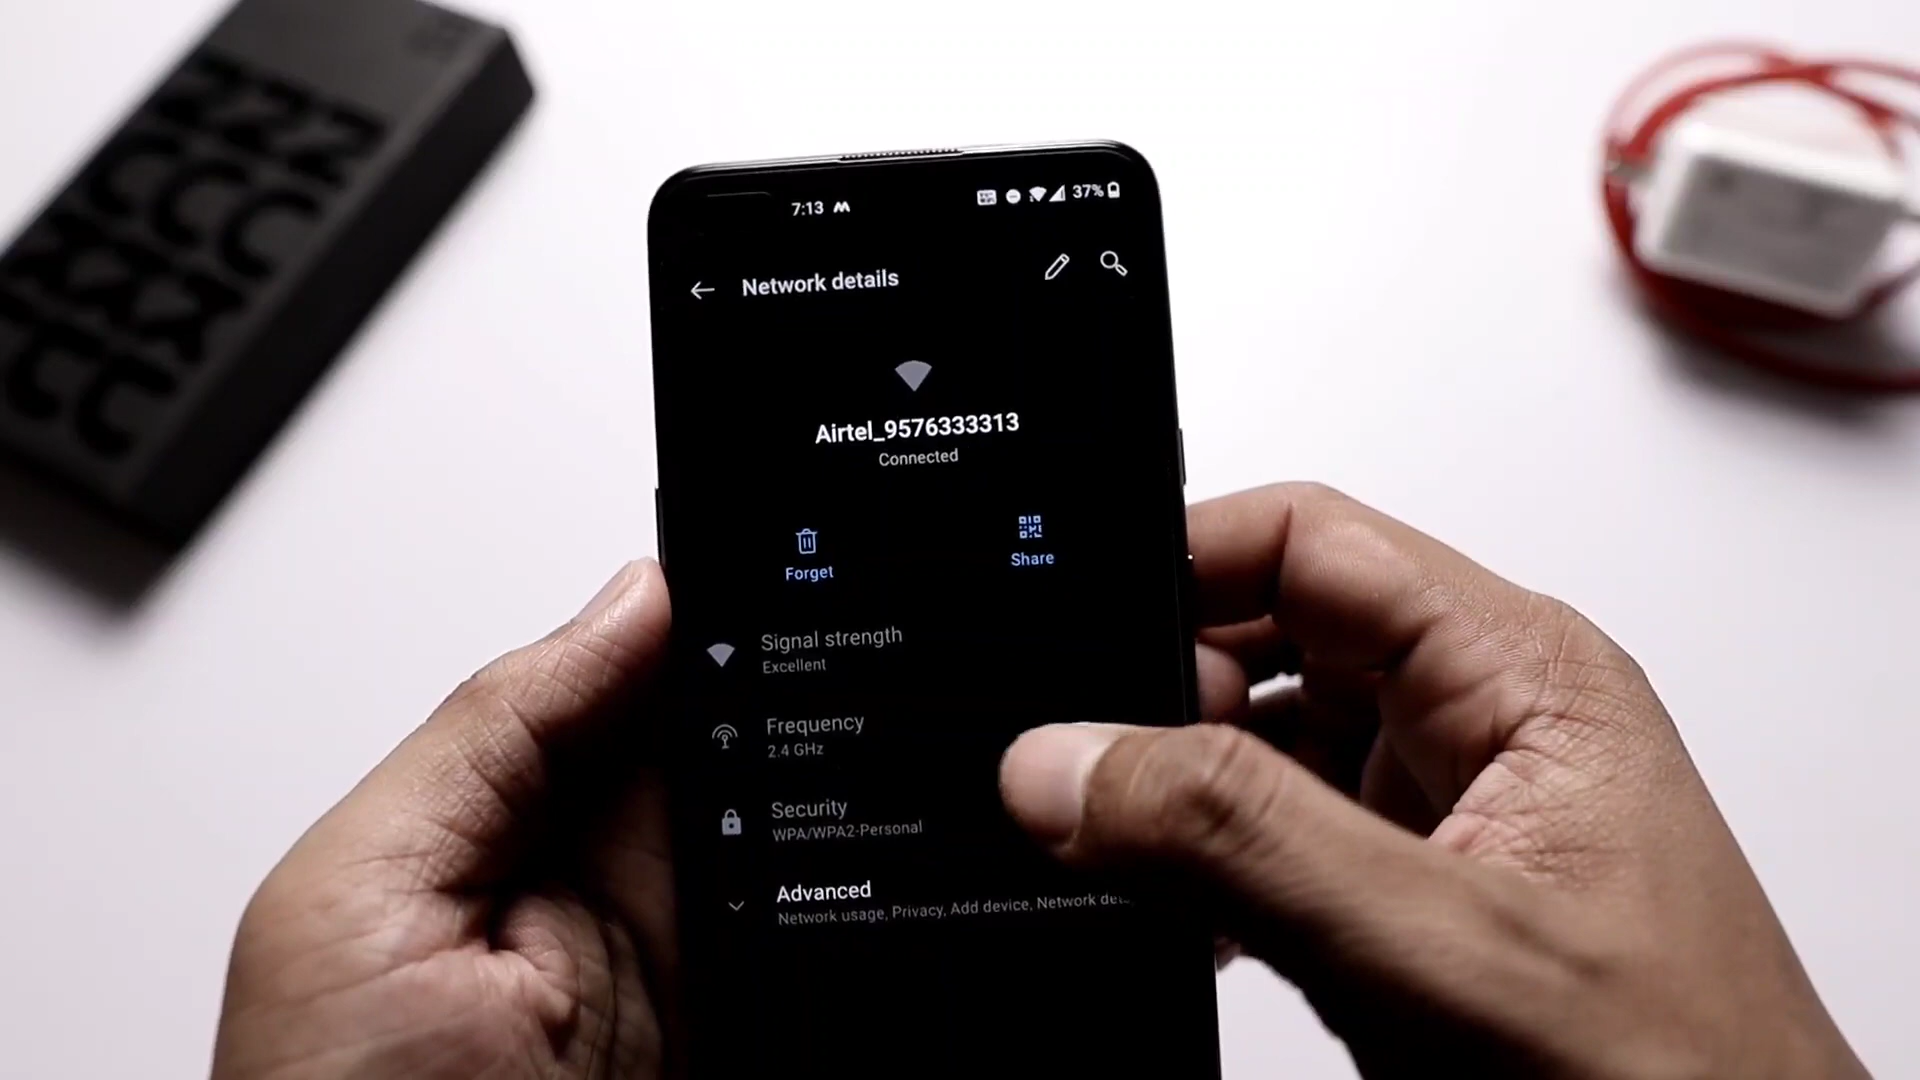 7:13
37%
Network details
Airtel_9576333313
Connected
Forget
Share
Signal strength
Excellent
Frequency
2.4 GHz
Security
WPA/WPA2-Personal
Advanced
Network usage, Privacy, Add device, Network